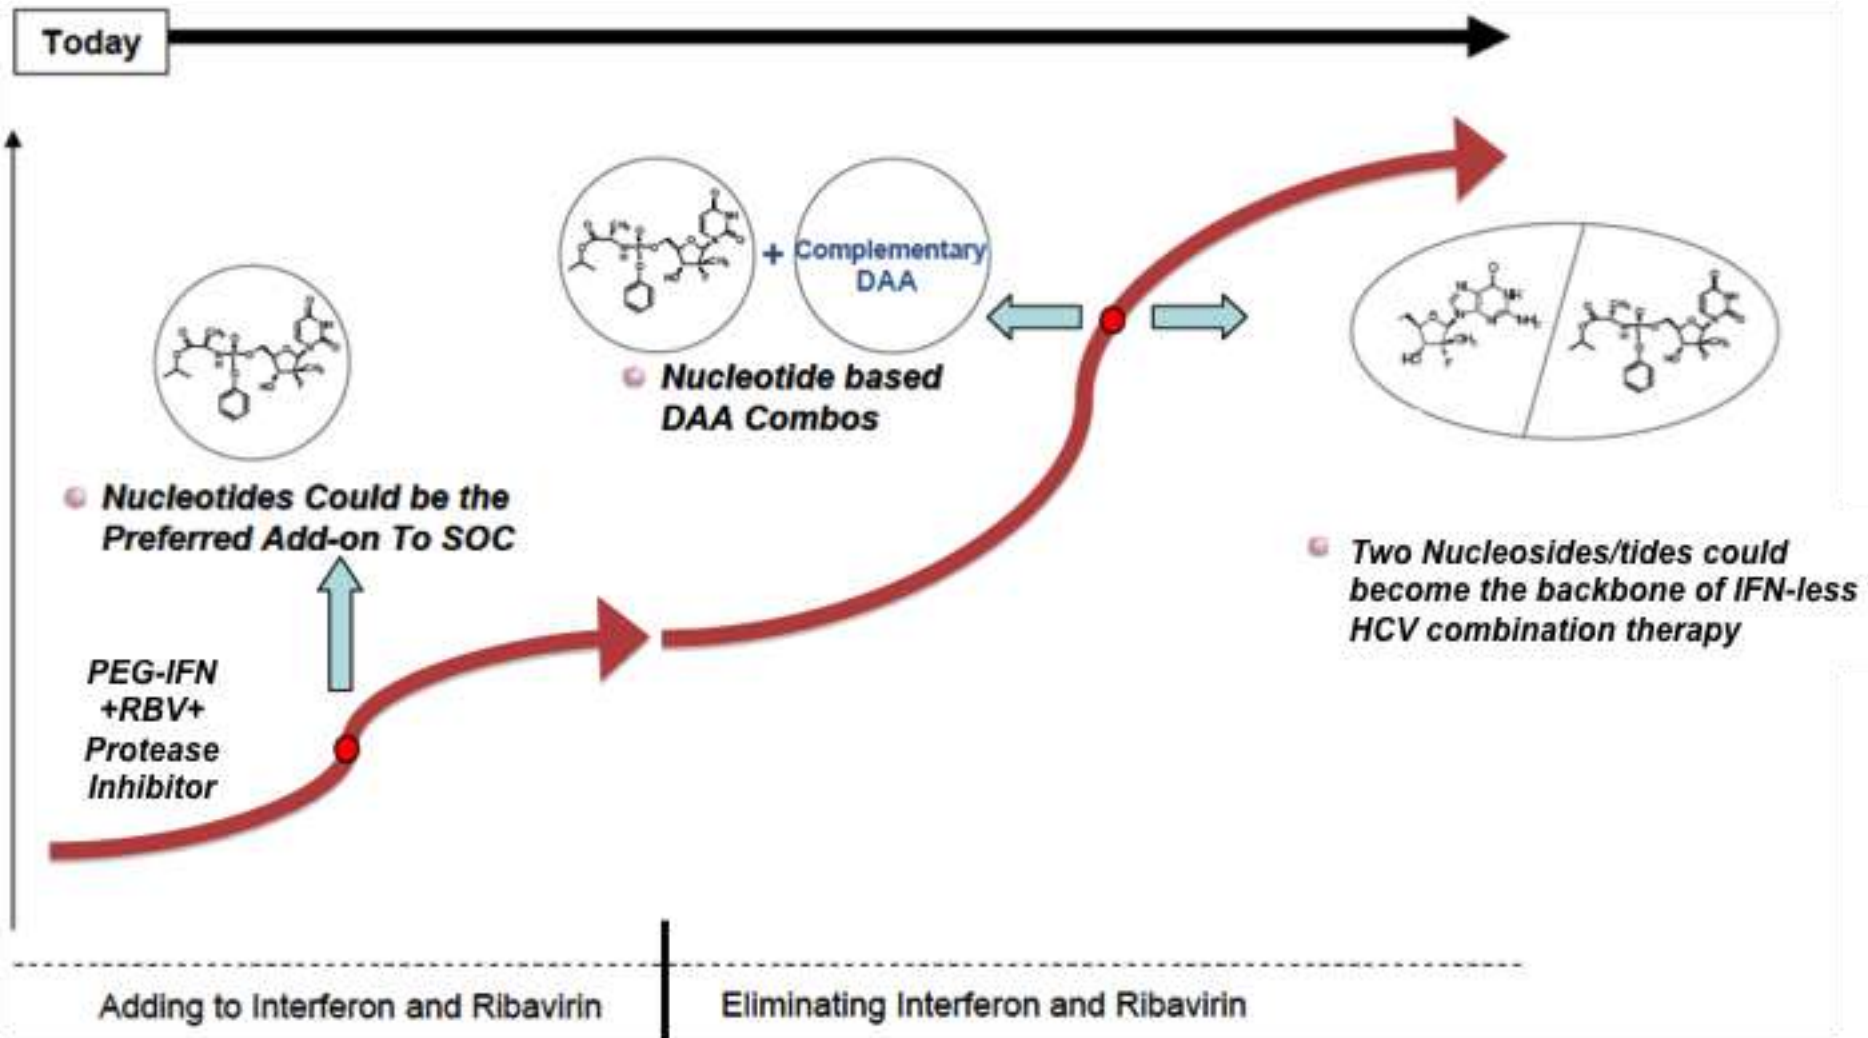 Today
+ Complementary
DAA
Nucleotide based
DAA Combos
Nucleotides Could be the
Preferred Add-on To SOC
Two Nucleosides/tides could
become the backbone of IFN-less
HCV combination therapy
PEG-IFN
+RBV+
Protease
Inhibitor
Adding to Interferon and Ribavirin
Eliminating Interferon and Ribavirin